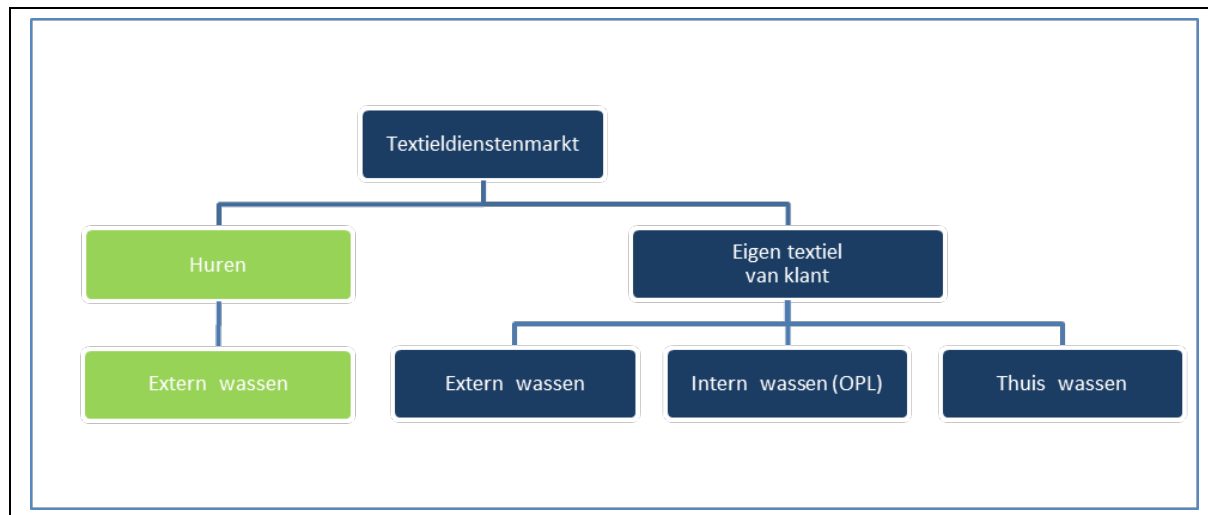 Textieldienstenmarkt
Huren
Eigen textiel
van klant
Extern wassen
Extern wassen
Intern wassen (OPL)
Thuis wassen